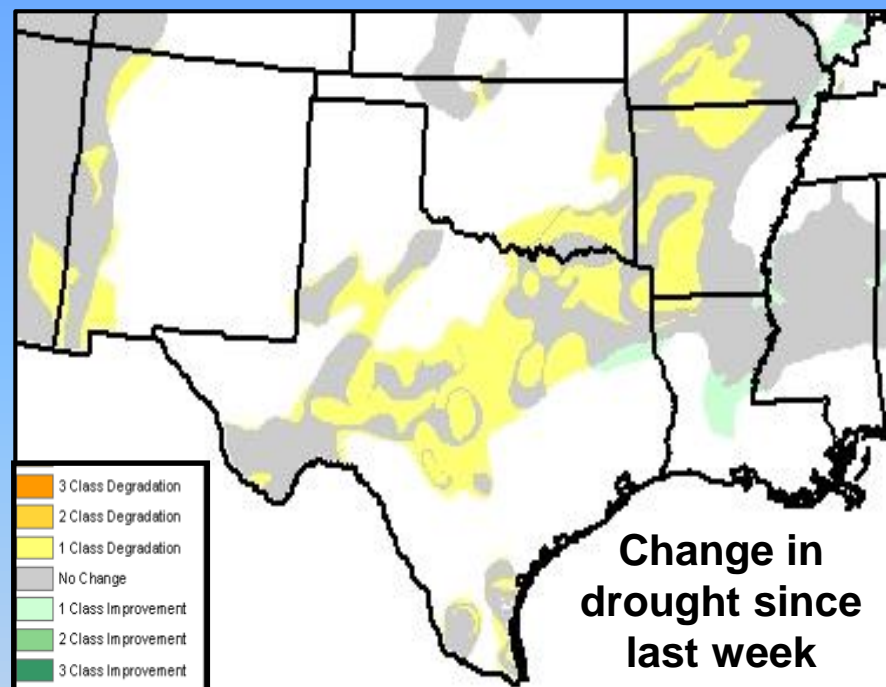 3 Class Degradation
2 Class Degradation
1 Class Degradation
No Change
1 Class Improvement
2 Class Improvement
3 Class Improvement
Change in
drought since
last week